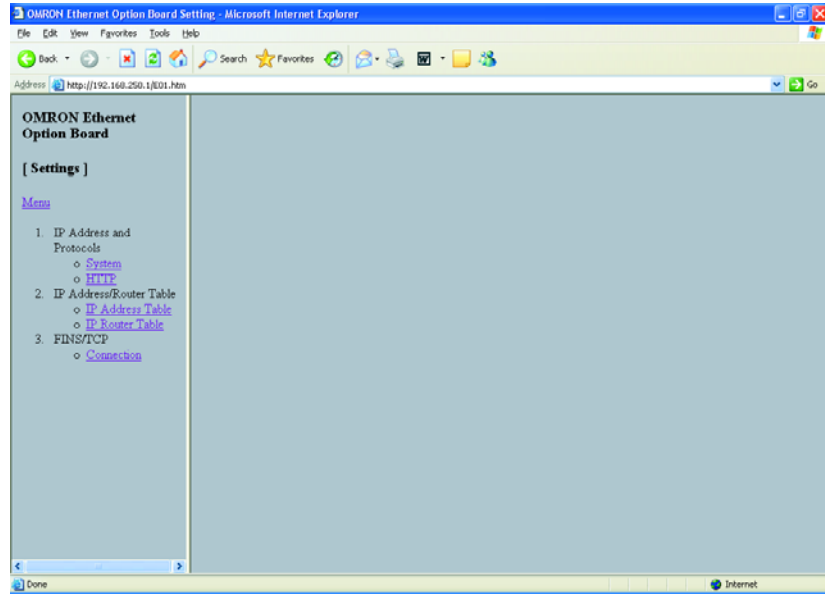 OMRON Ethernet Option Board Setting - Microsoft Internet Explorer
File Edit View Favorites Tools Help
Back Search Favorites
Address http://192.168.250.1/E01.htm Go
OMRON Ethernet
Option Board
[ Settings ]
Menu
1. IP Address and
Protocols
System
HTTP
2. IP Address/Router Table
IP Address Table
IP Router Table
3. FINS/TCP
Connection
Done Internet